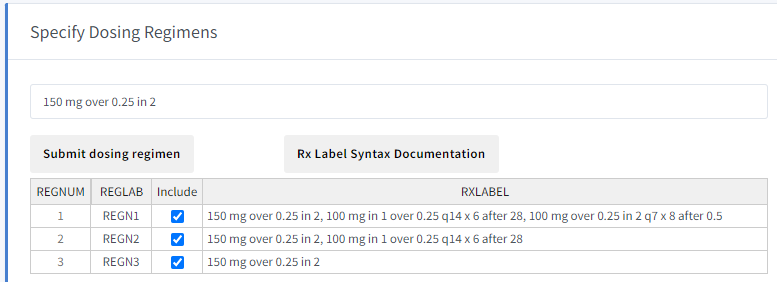 Specify Dosing Regimens
150 mg over 0.25 in 2
Submit dosing regimen Rx Label Syntax Documentation
REGNUM REGLAB Include RXLABEL
1 REGN1 150 mg over 0.25 in 2, 100 mg in 1 over 0.25 q14 x 6 after 28, 100 mg over 0.25 in 2 q7 x 8 after 0.5
2 REGN2 150 mg over 0.25 in 2, 100 mg in 1 over 0.25 q14 x 6 after 28
3 REGN3 150 mg over 0.25 in 2